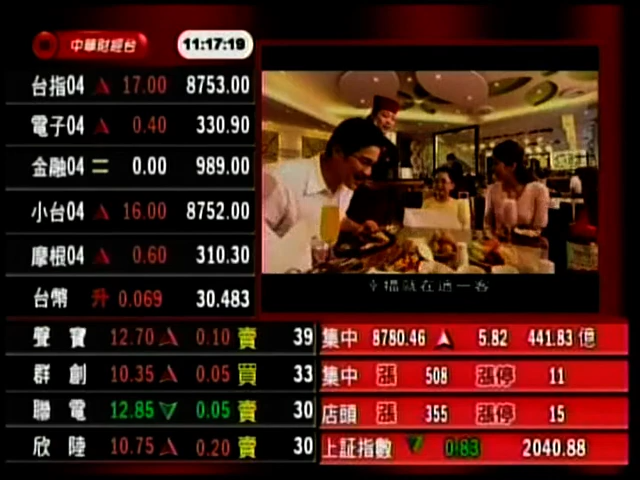 中華財經台 11:17:19
台指04 17.00 8753.00
電子04 0.40 330.90
金融04 = 0.00 989.00
小台04 16.00 8752.00
摩根04 0.60 310.30
台幣 升 0.069 30.483
幸福就在這一客
聲寶 12.70 0.10 賣 39
群創 10.35 0.05 買 33
聯電 12.85 0.05 賣 30
欣陸 10.75 0.20 賣 30
集中 8780.46 5.82 441.83億
集中 漲 508 漲停 11
店頭 漲 355 漲停 15
上証指數 0.83 2040.88